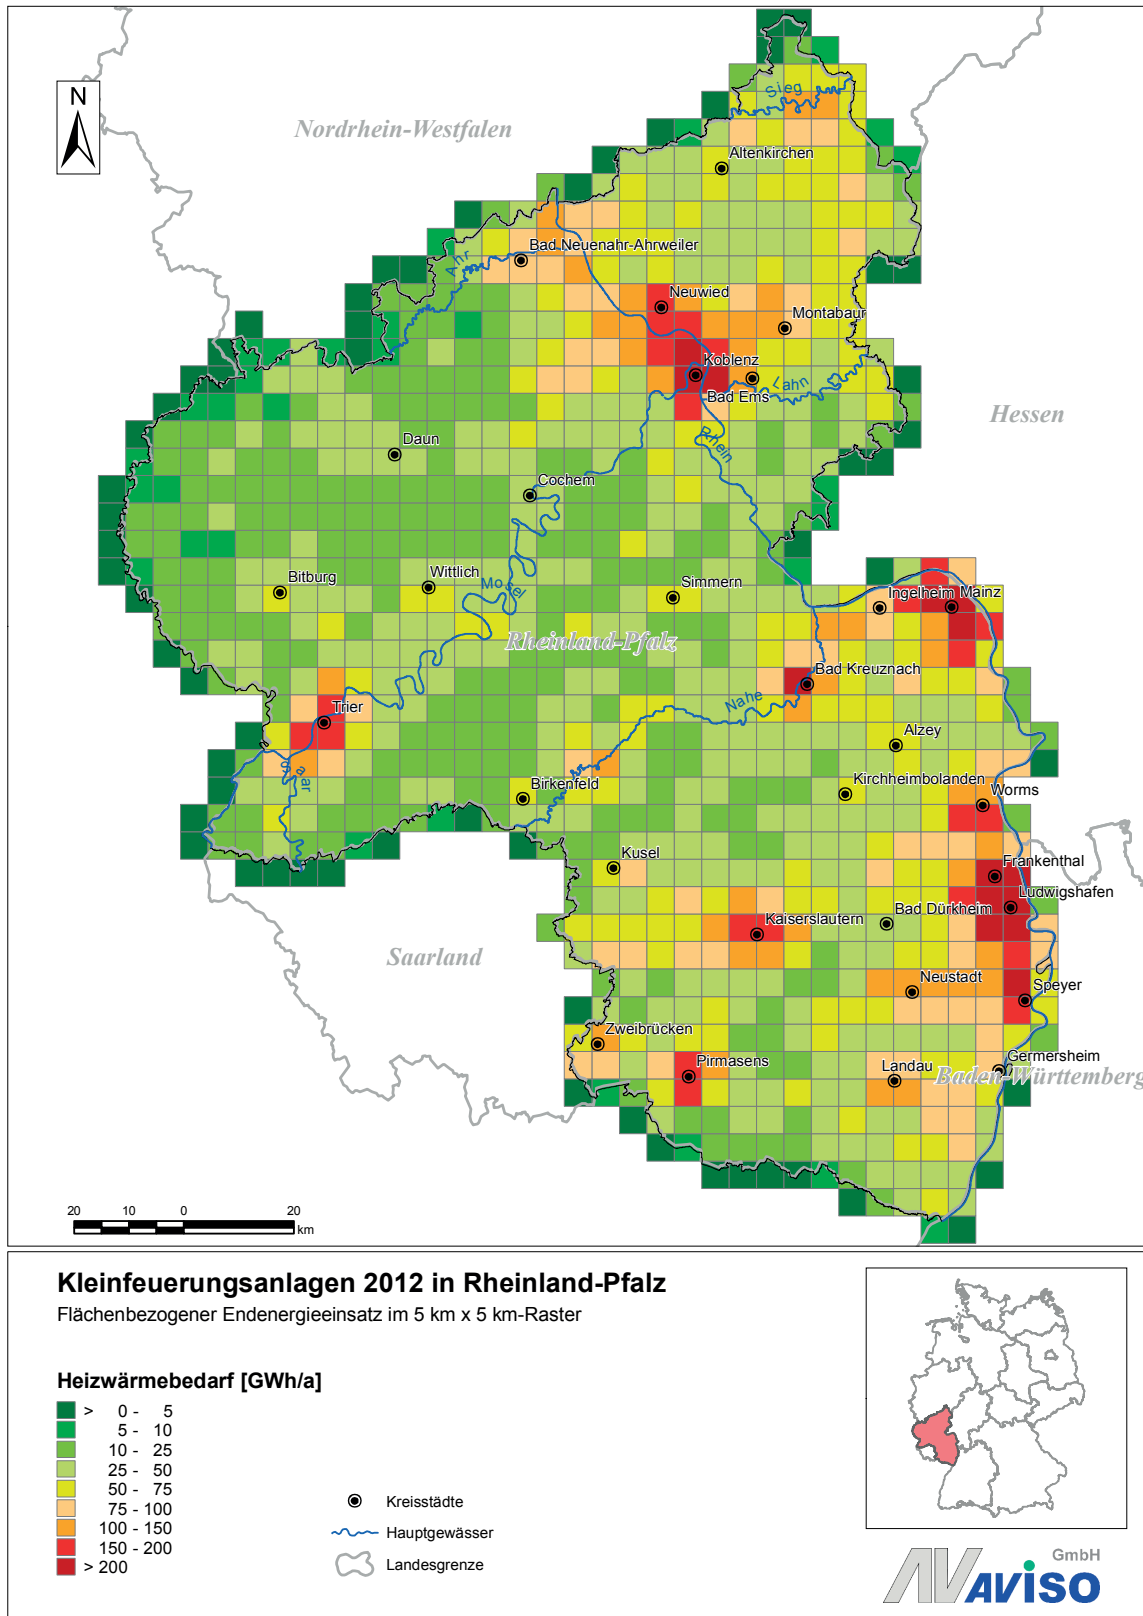 N
Nordrhein-Westfalen
Sieg
Altenkirchen
Bad Neuenahr-Ahrweiler
Ahr
Neuwied
Montabaur
Koblenz
Lahn
Bad Ems
Hessen
Rhein
Daun
Cochem
Bitburg
Wittlich
Mosel
Simmern
Ingelheim
Mainz
Rheinland-Pfalz
Bad Kreuznach
Nahe
Trier
Alzey
Saar
Birkenfeld
Kirchheimbolanden
Worms
Kusel
Frankenthal
Ludwigshafen
Kaiserslautern
Bad Dürkheim
Saarland
Neustadt
Speyer
Zweibrücken
Pirmasens
Landau
Germersheim
Baden-Württemberg
20 10 0 20
km
Kleinfeuerungsanlagen 2012 in Rheinland-Pfalz
Flächenbezogener Endenergieeinsatz im 5 km x 5 km-Raster
Heizwärmebedarf [GWh/a]
> 0 - 5
5 - 10
10 - 25
25 - 50
50 - 75
75 - 100
100 - 150
150 - 200
> 200
Kreisstädte
Hauptgewässer
Landesgrenze
GmbH
AVISO